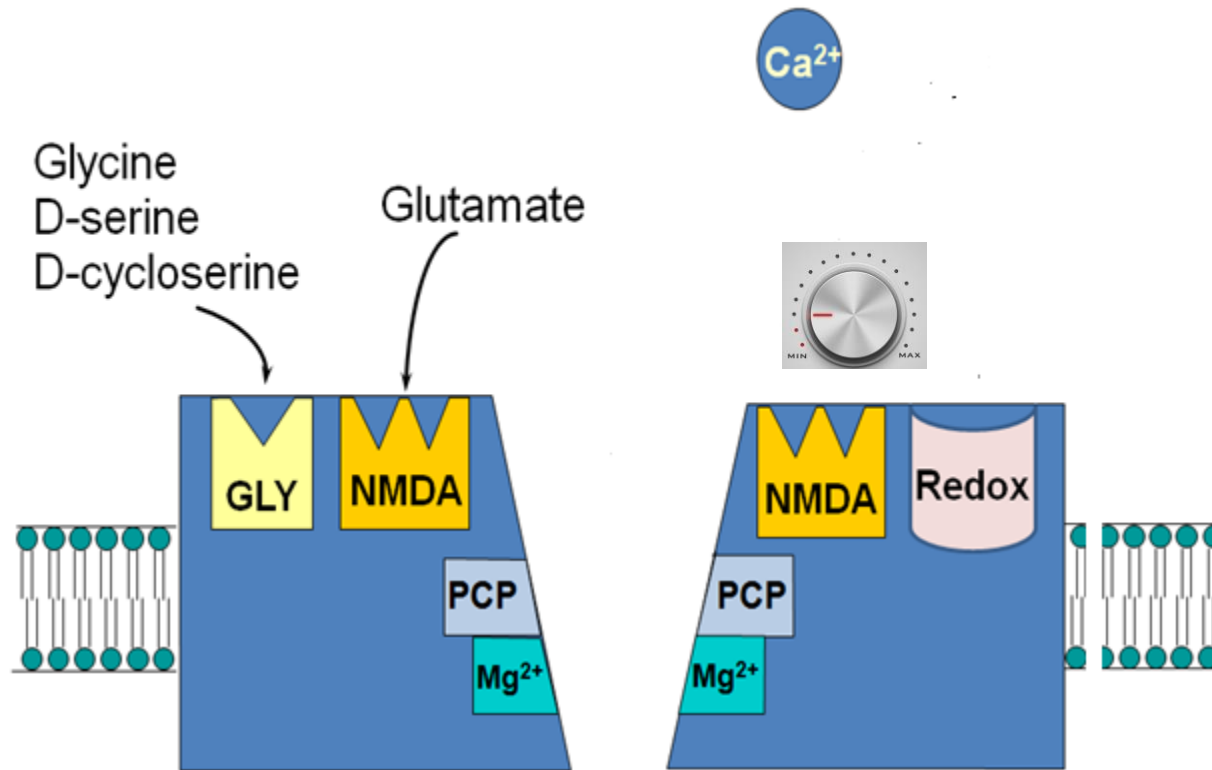 Ca²⁺
Glycine
D-serine
D-cycloserine
Glutamate
MIN
MAX
GLY
NMDA
NMDA
Redox
PCP
PCP
Mg²⁺
Mg²⁺